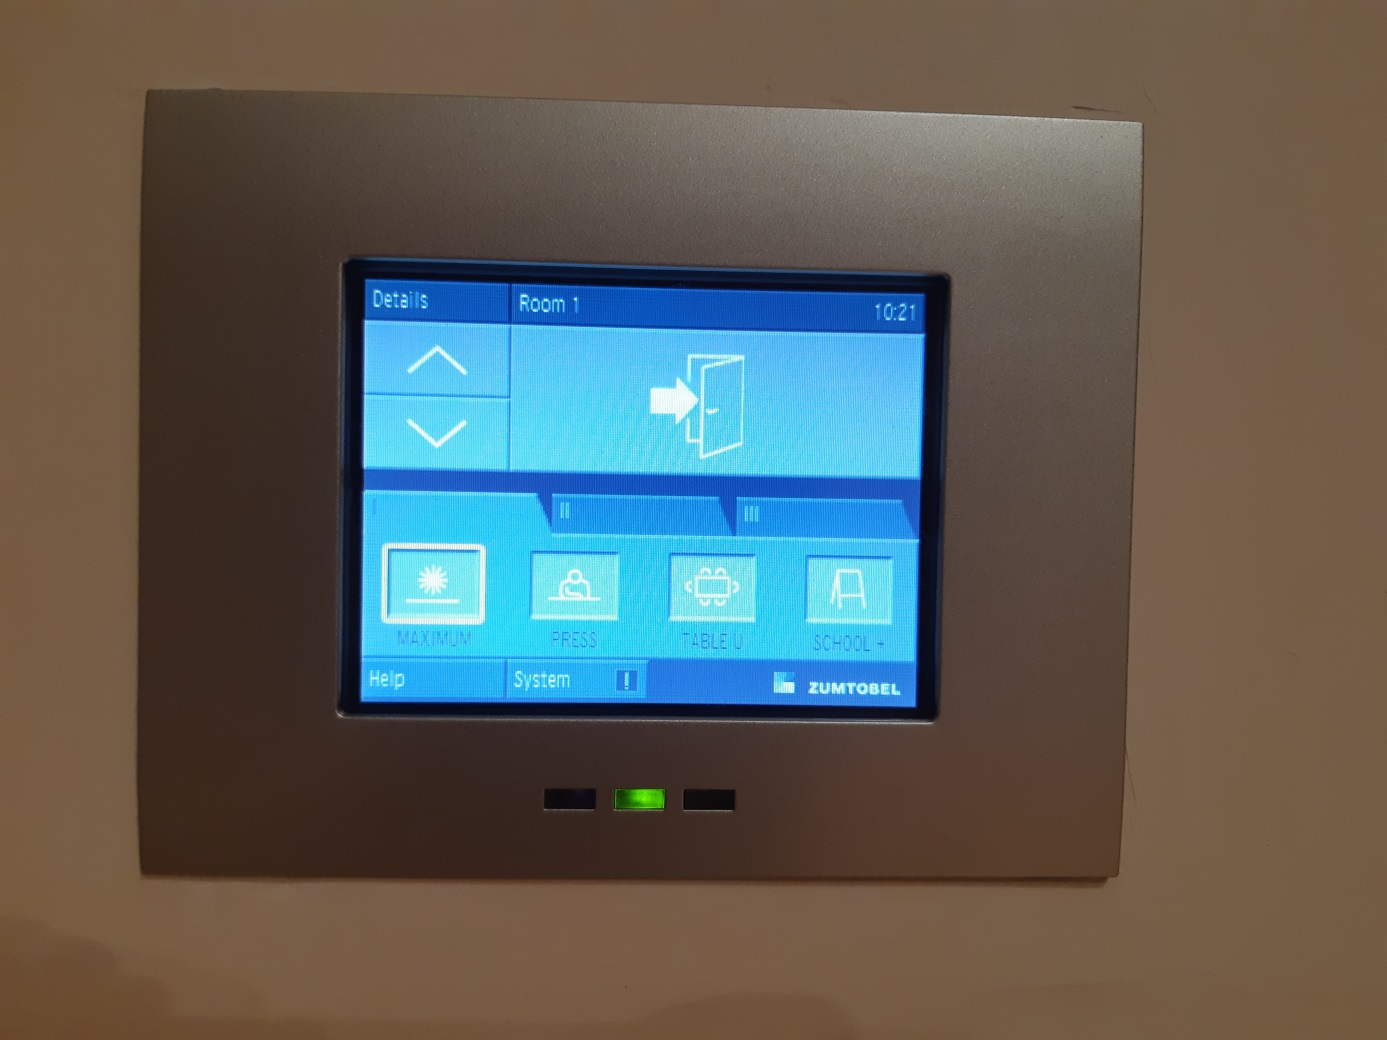 Details
Room 1
10:21
I
II
III
MAXIMUM
PRESS
TABLE U
SCHOOL +
Help
System
!
ZUMTOBEL